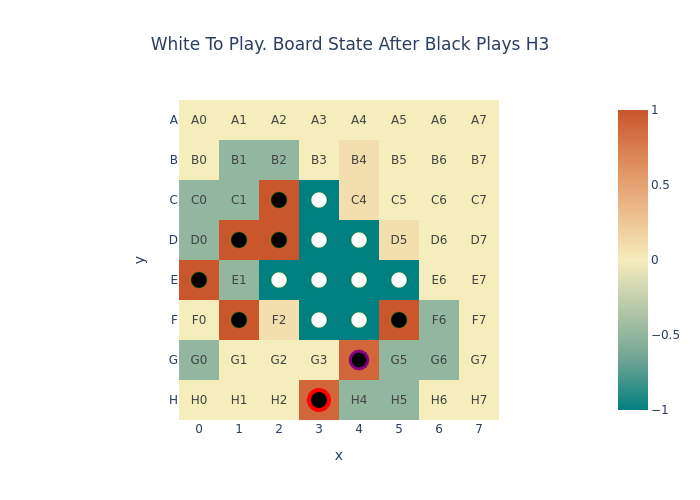 White To Play. Board State After Black Plays H3
A A0 A1 A2 A3 A4 A5 A6 A7
B B0 B1 B2 B3 B4 B5 B6 B7
C C0 C1 C4 C5 C6 C7
D D0 D5 D6 D7
E E1 E6 E7
F F0 F2 F6 F7
G G0 G1 G2 G3 G5 G6 G7
H H0 H1 H2 H4 H5 H6 H7
0 1 2 3 4 5 6 7
x
y
1
0.5
0
−0.5
−1